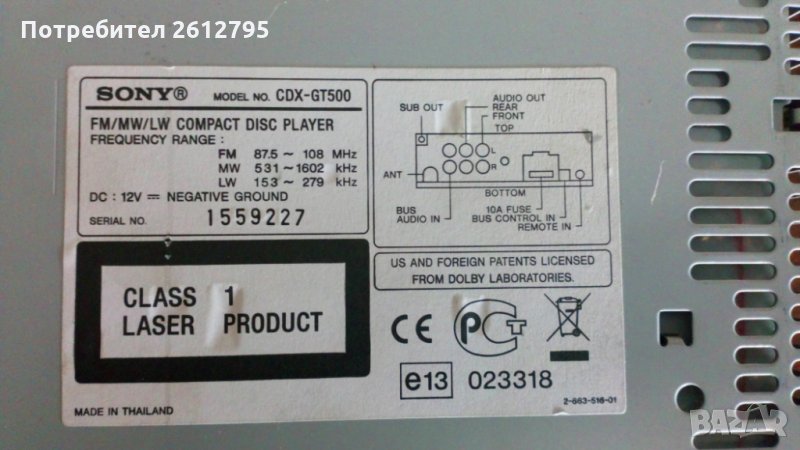 Потребител 2612795
SONY® MODEL NO. CDX-GT500
FM/MW/LW COMPACT DISC PLAYER
FREQUENCY RANGE :
FM 87.5 ~ 108 MHz
MW 531 ~ 1602 kHz
LW 153 ~ 279 kHz
DC : 12V ⎓ NEGATIVE GROUND
SERIAL NO. 1559227
SUB OUT
AUDIO OUT
REAR
FRONT
TOP
L
R
ANT
BOTTOM
BUS
AUDIO IN
10A FUSE
BUS CONTROL IN
REMOTE IN
US AND FOREIGN PATENTS LICENSED
FROM DOLBY LABORATORIES.
CLASS 1
LASER PRODUCT
CE PCT
e13 023318
MADE IN THAILAND
2-663-516-01
BAZAR